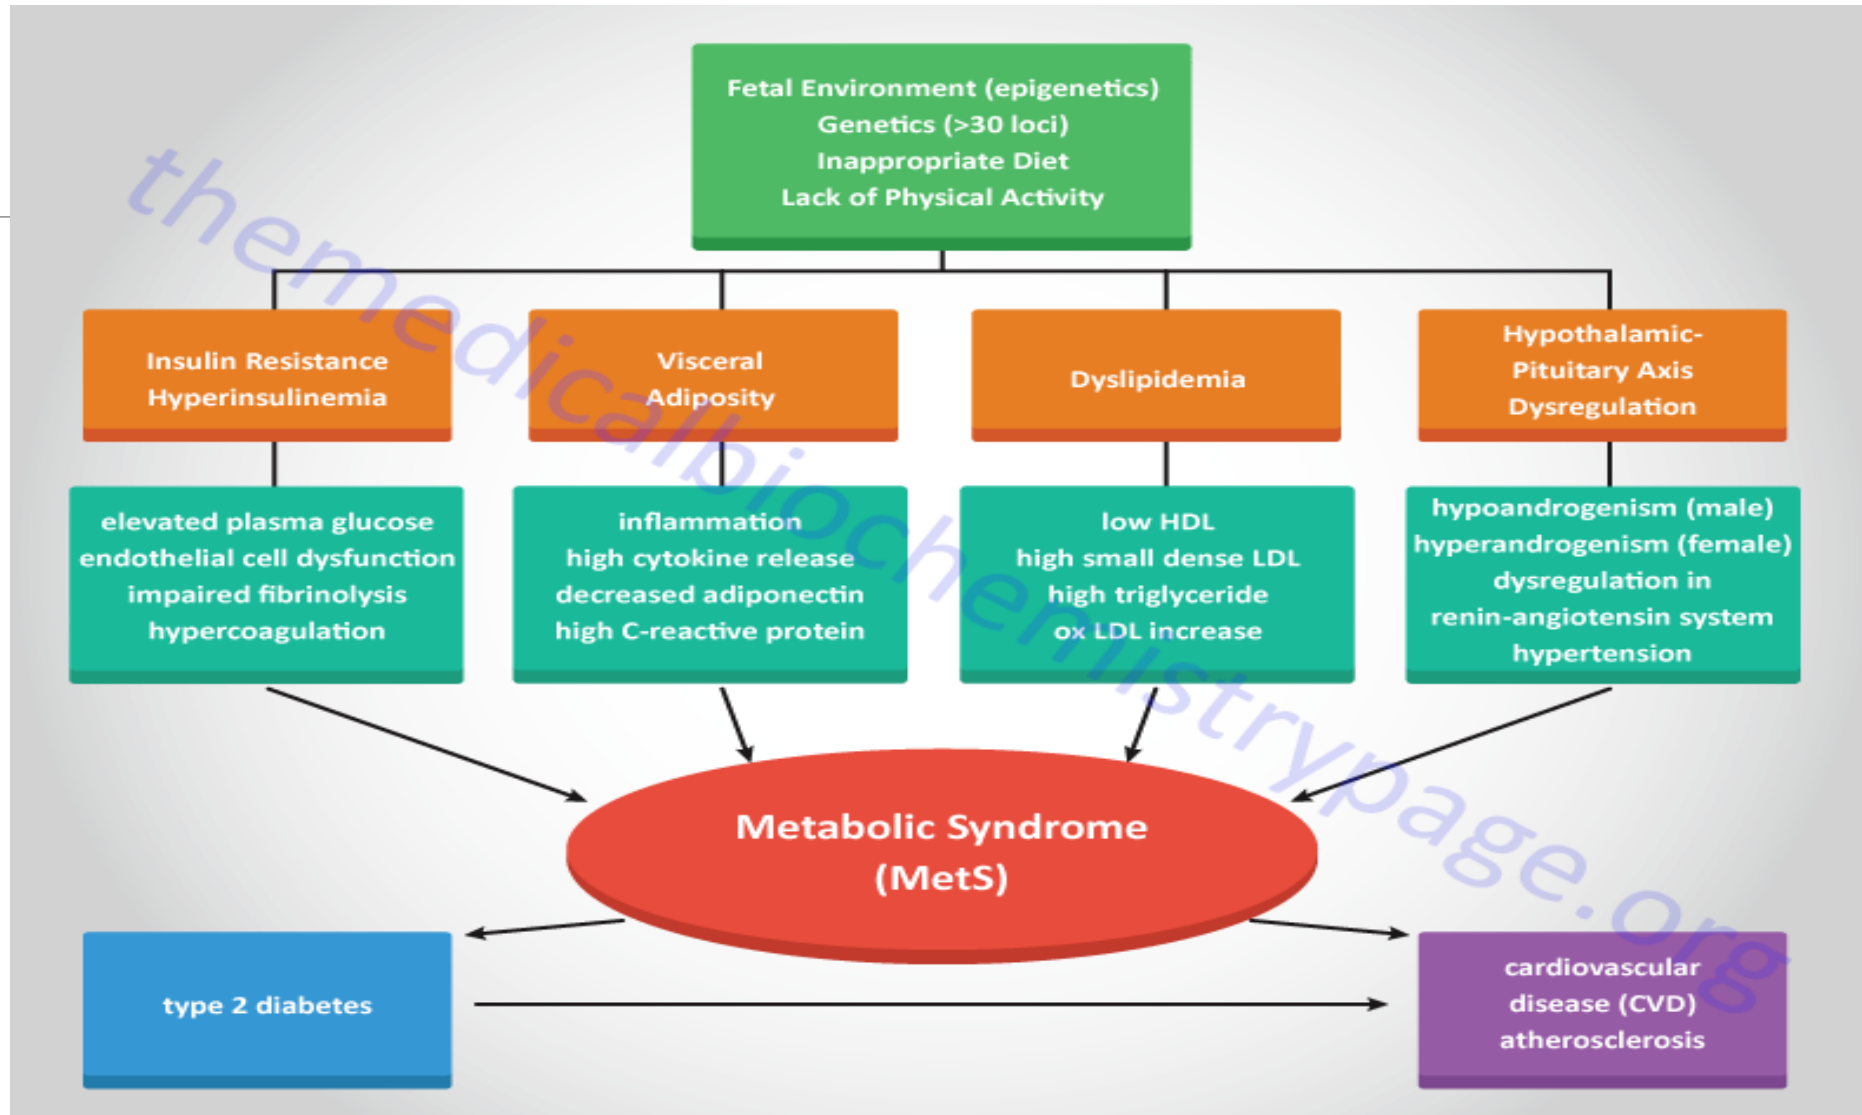 Fetal Environment (epigenetics)
Genetics (>30 loci)
Inappropriate Diet
Lack of Physical Activity
Insulin Resistance
Hyperinsulinemia
Visceral
Adiposity
Dyslipidemia
Hypothalamic-
Pituitary Axis
Dysregulation
elevated plasma glucose
endothelial cell dysfunction
impaired fibrinolysis
hypercoagulation
inflammation
high cytokine release
decreased adiponectin
high C-reactive protein
low HDL
high small dense LDL
high triglyceride
ox LDL increase
hypoandrogenism (male)
hyperandrogenism (female)
dysregulation in
renin-angiotensin system
hypertension
Metabolic Syndrome
(MetS)
type 2 diabetes
cardiovascular
disease (CVD)
atherosclerosis
themedicalbiochemistrypage.org